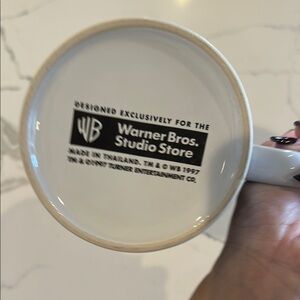 DESIGNED EXCLUSIVELY FOR THE
WB
Warner Bros.
Studio Store
MADE IN THAILAND. TM & © WB 1997
TM & ©1997 TURNER ENTERTAINMENT CO.